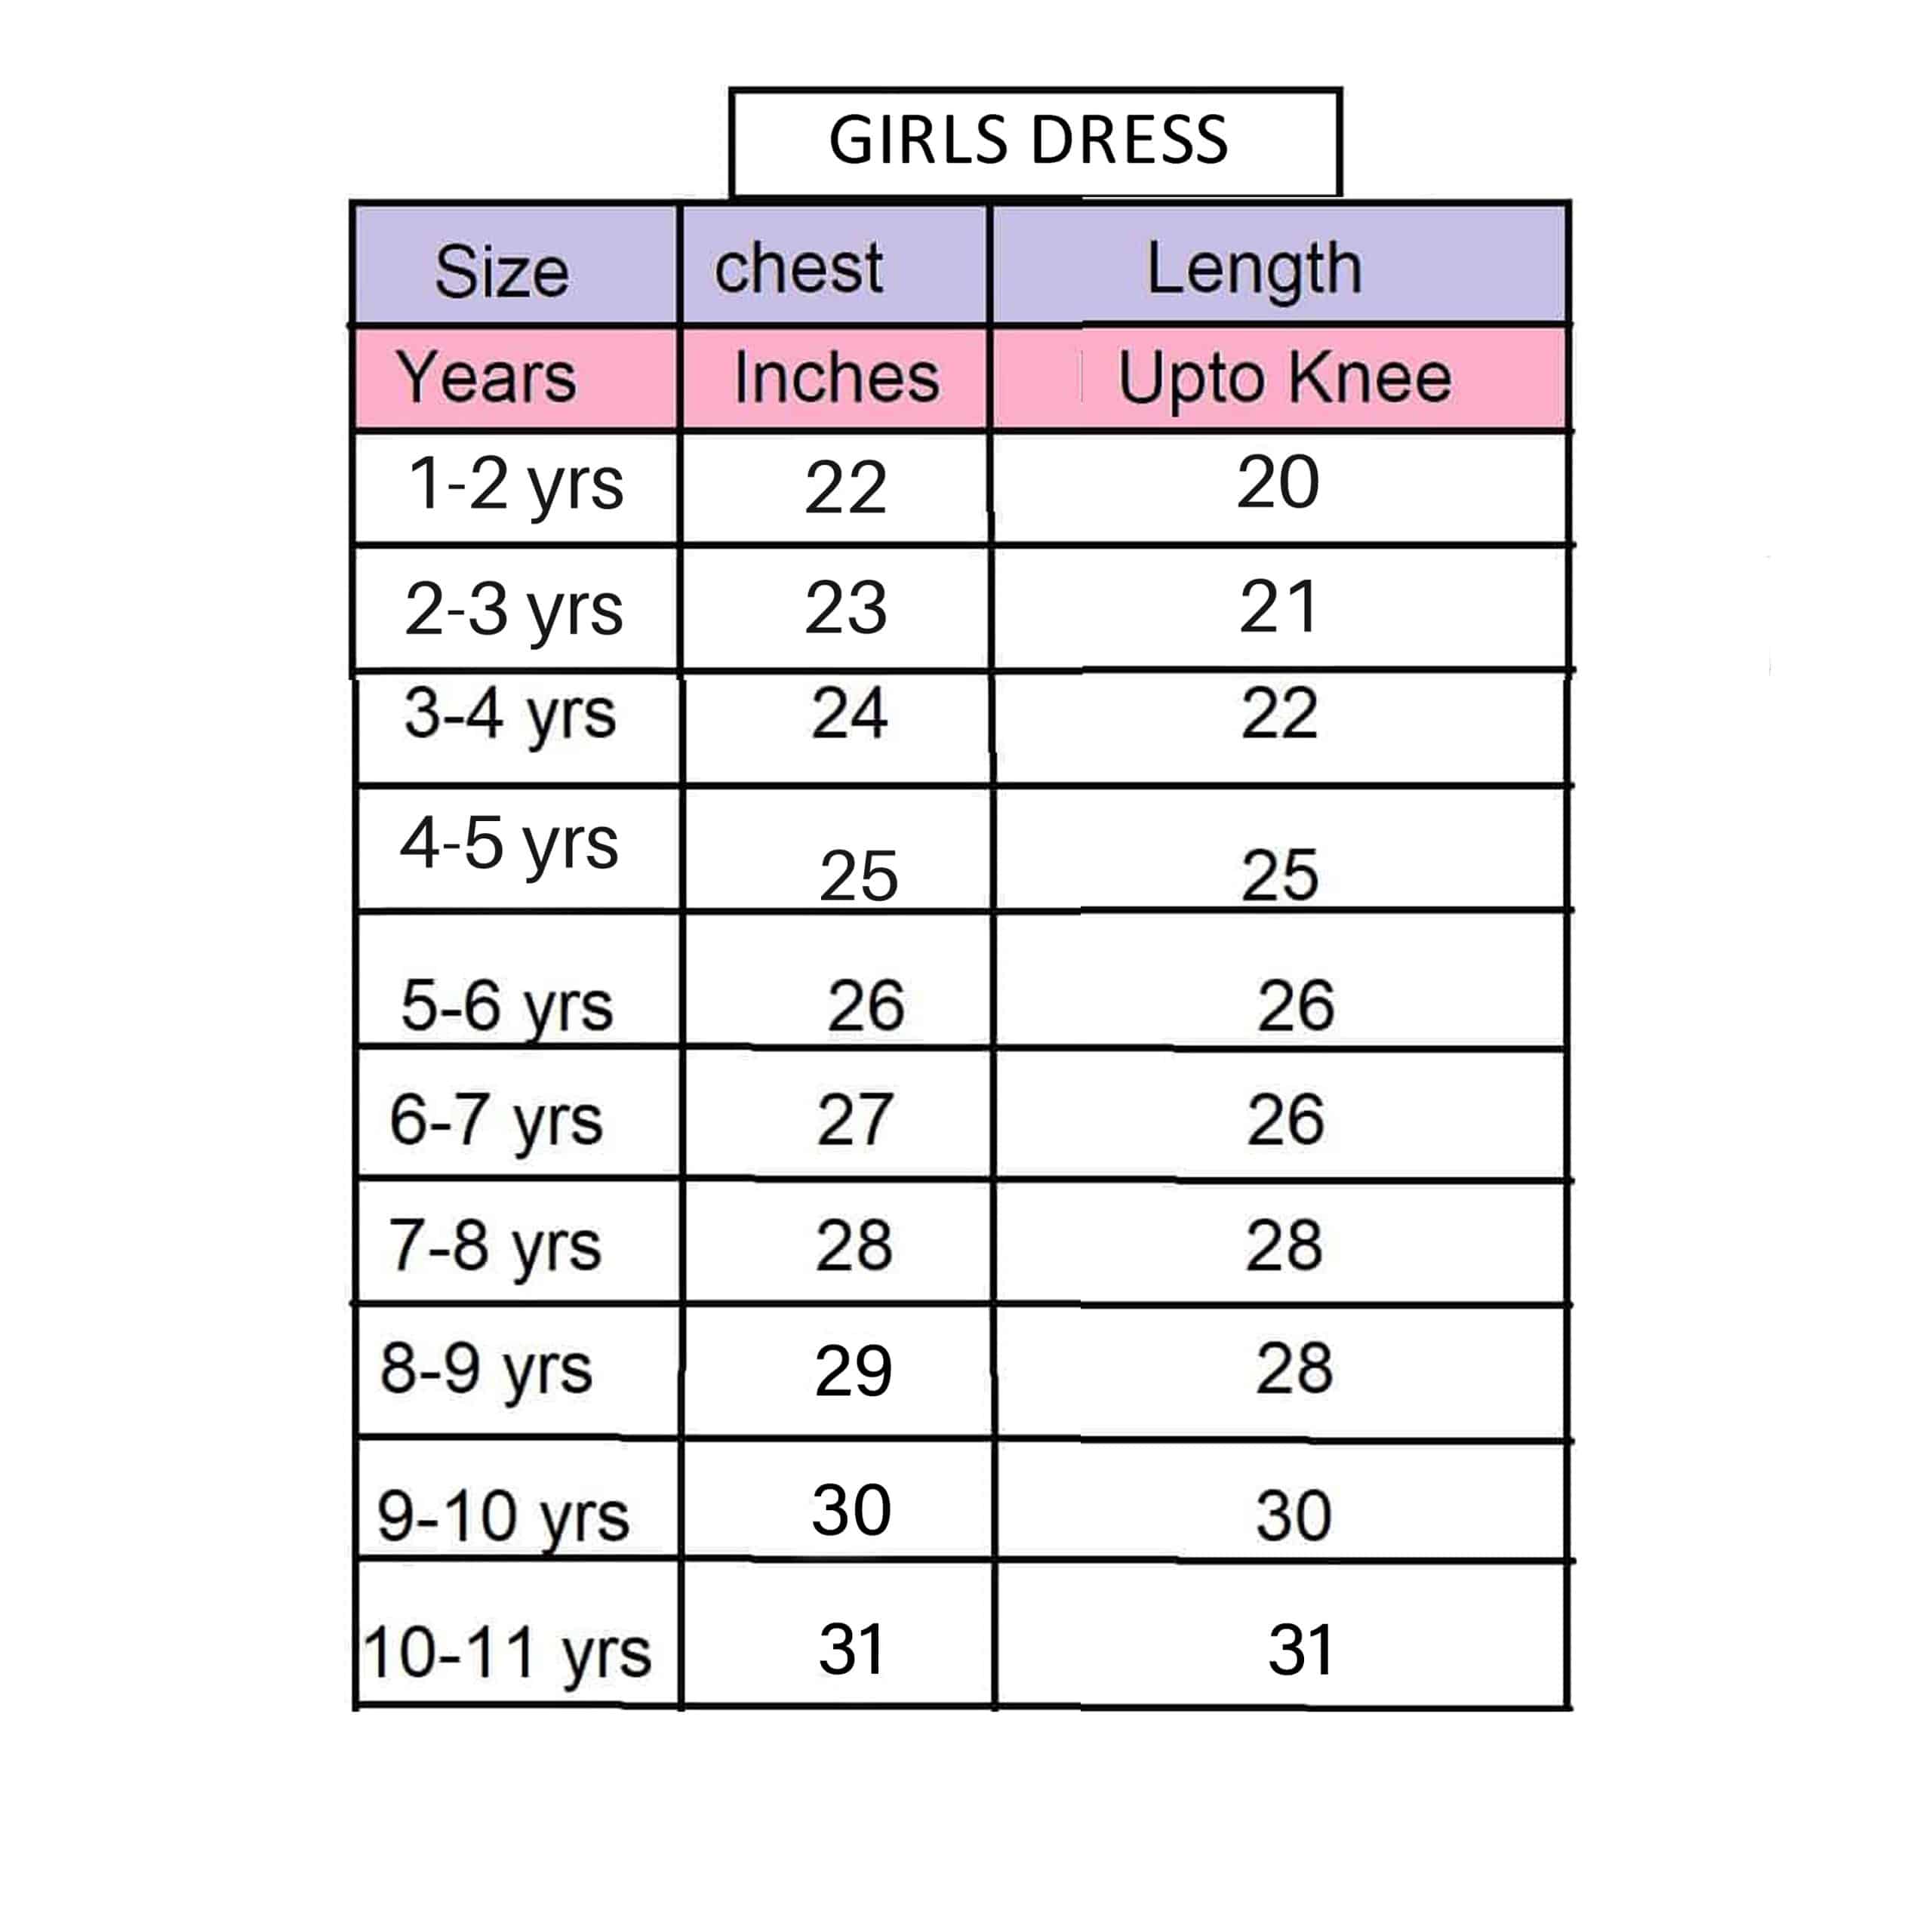 GIRLS DRESS
Size chest Length
Years Inches Upto Knee
1-2 yrs 22 20
2-3 yrs 23 21
3-4 yrs 24 22
4-5 yrs 25 25
5-6 yrs 26 26
6-7 yrs 27 26
7-8 yrs 28 28
8-9 yrs 29 28
9-10 yrs 30 30
10-11 yrs 31 31